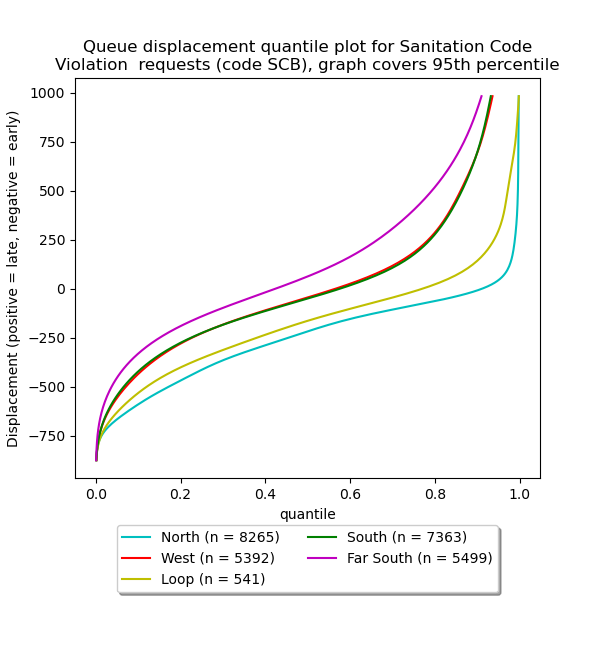 Queue displacement quantile plot for Sanitation Code
Violation  requests (code SCB), graph covers 95th percentile
Displacement (positive = late, negative = early)
1000
750
500
250
0
−250
−500
−750
0.0 0.2 0.4 0.6 0.8 1.0
quantile
North (n = 8265)
West (n = 5392)
Loop (n = 541)
South (n = 7363)
Far South (n = 5499)